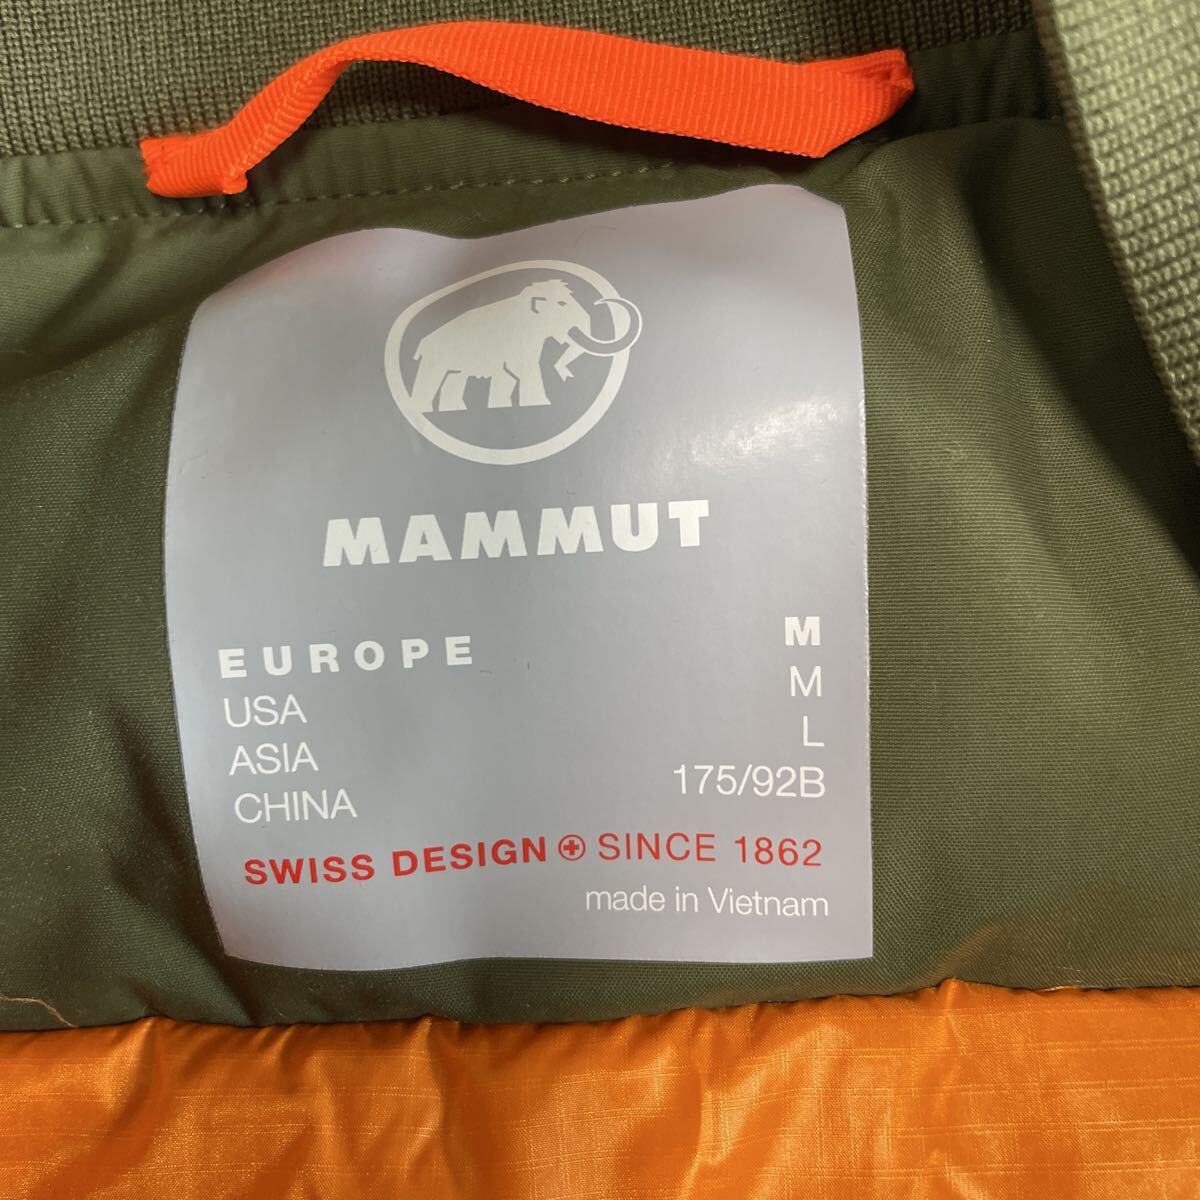 MAMMUT
EUROPE M
USA M
ASIA L
CHINA 175/92B
SWISS DESIGN SINCE 1862
made in Vietnam